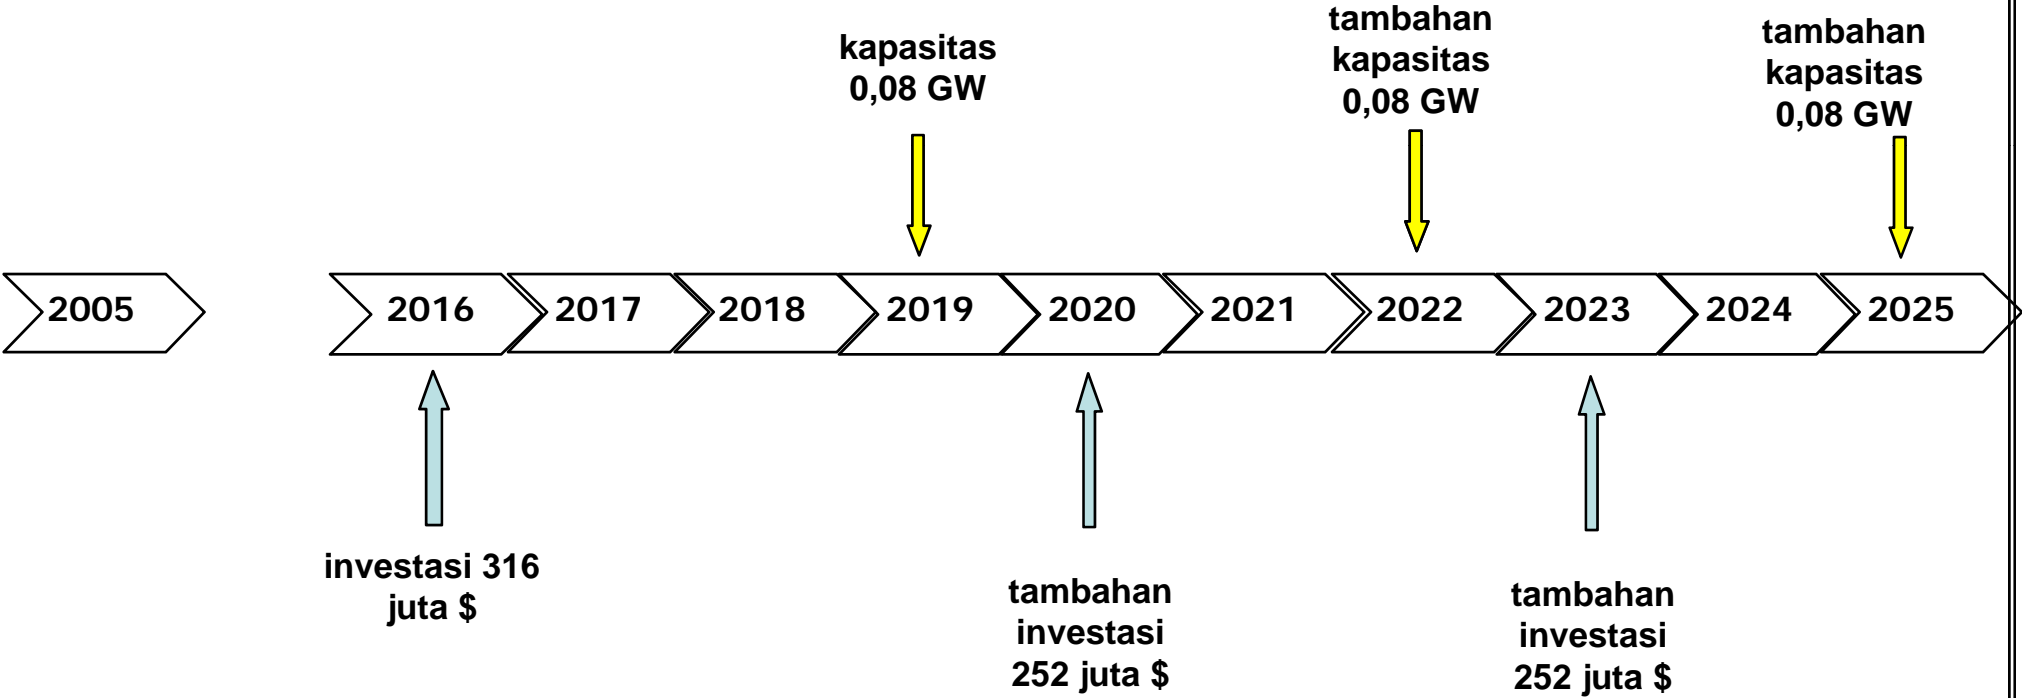 kapasitas
0,08 GW
tambahan
kapasitas
0,08 GW
tambahan
kapasitas
0,08 GW
2005
2016
2017
2018
2019
2020
2021
2022
2023
2024
2025
investasi 316
juta $
tambahan
investasi
252 juta $
tambahan
investasi
252 juta $